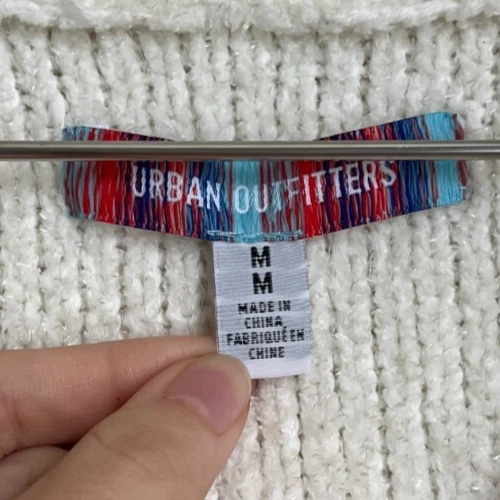 URBAN OUTFITTERS
M
M
MADE IN
CHINA
FABRIQUÉ EN
CHINE